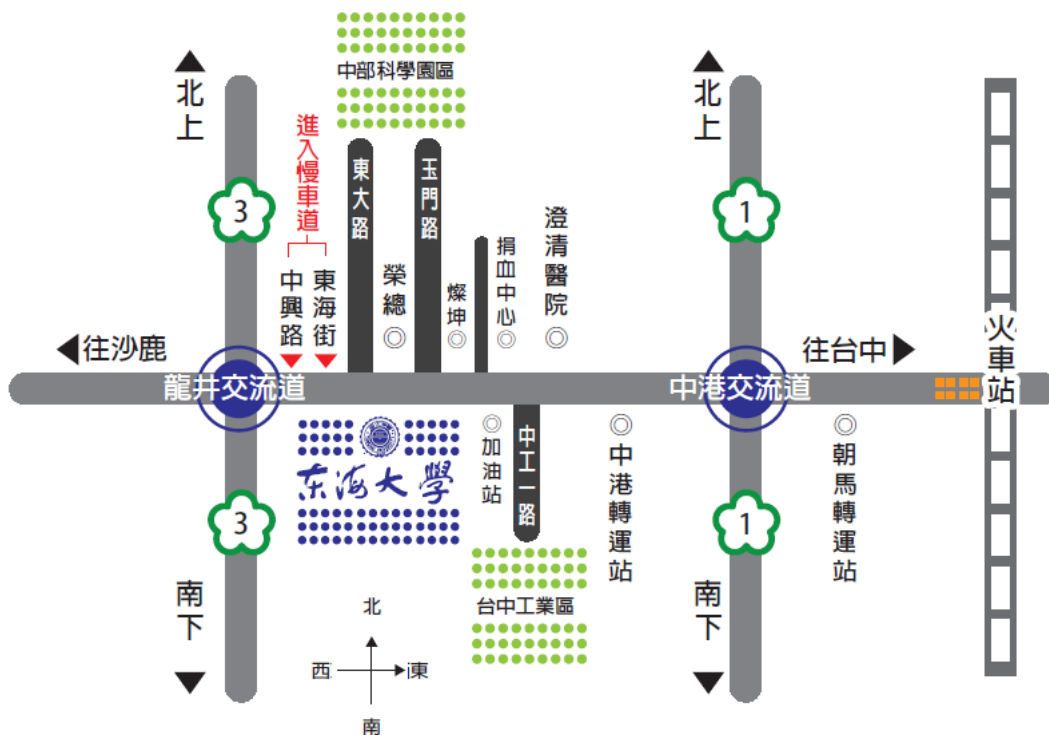 中部科學園區
北上
北上
進入慢車道
3
1
東大路
玉門路
澄清醫院
捐血中心
榮總
燦坤
中興路
東海街
往沙鹿
往台中
火車站
龍井交流道
中港交流道
加油站
中工一路
中港轉運站
朝馬轉運站
東海大學
3
1
南下
南下
台中工業區
北
西
東
南